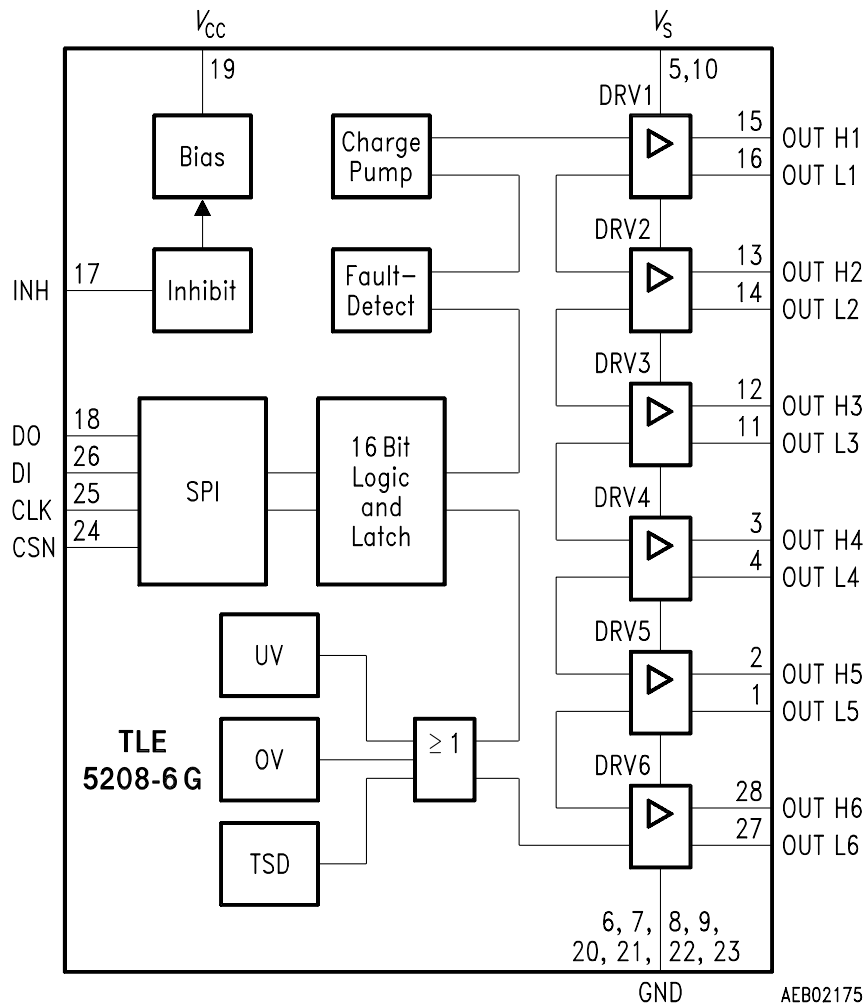 VCC
VS
19
5,10
DRV1
Bias
Charge
Pump
15
OUT H1
16
OUT L1
DRV2
INH
17
Inhibit
Fault–
Detect
13
OUT H2
14
OUT L2
DRV3
12
OUT H3
11
OUT L3
DO
18
DI
26
CLK
25
CSN
24
SPI
16 Bit
Logic
and
Latch
DRV4
3
OUT H4
4
OUT L4
DRV5
2
OUT H5
1
OUT L5
UV
OV
TSD
≥ 1
TLE
5208-6 G
DRV6
28
OUT H6
27
OUT L6
6, 7, 8, 9,
20, 21, 22, 23
GND
AEB02175